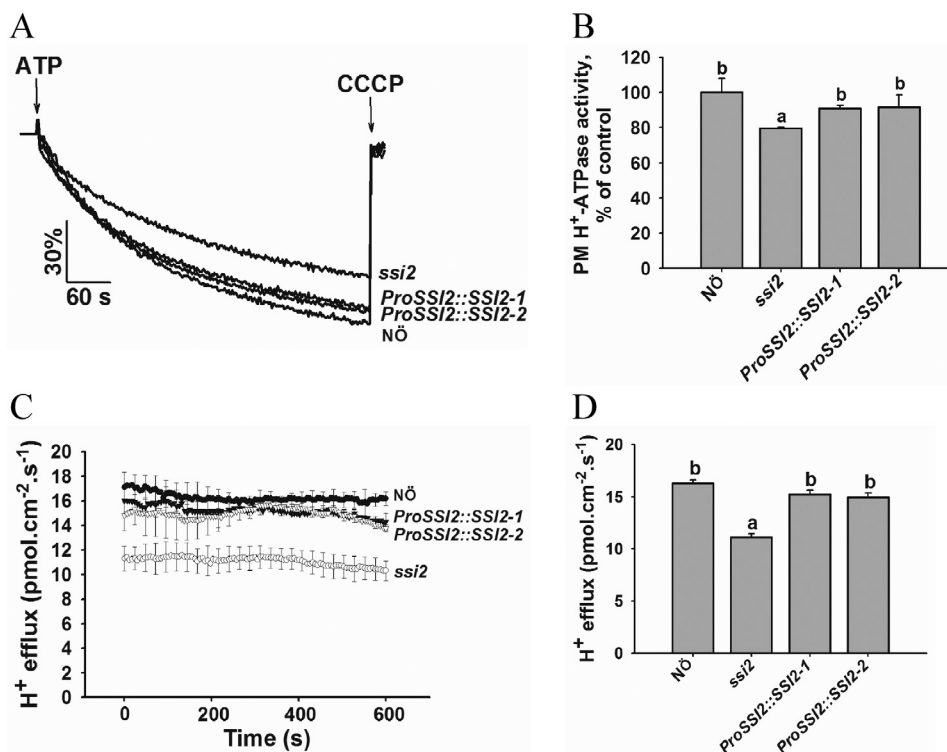 A
ATP
CCCP
30%
60 s
ssi2
ProSSI2::SSI2-1
ProSSI2::SSI2-2
NÖ
B
PM H⁺-ATPase activity,
% of control
120
100
80
60
40
20
0
b
a
b
b
NÖ
ssi2
ProSSI2::SSI2-1
ProSSI2::SSI2-2
C
H⁺ efflux (pmol.cm⁻².s⁻¹)
20
18
16
14
12
10
8
6
4
2
0
NÖ
ProSSI2::SSI2-1
ProSSI2::SSI2-2
ssi2
0
200
400
600
Time (s)
D
H⁺ efflux (pmol.cm⁻².s⁻¹)
20
15
10
5
0
b
a
b
b
NÖ
ssi2
ProSSI2::SSI2-1
ProSSI2::SSI2-2